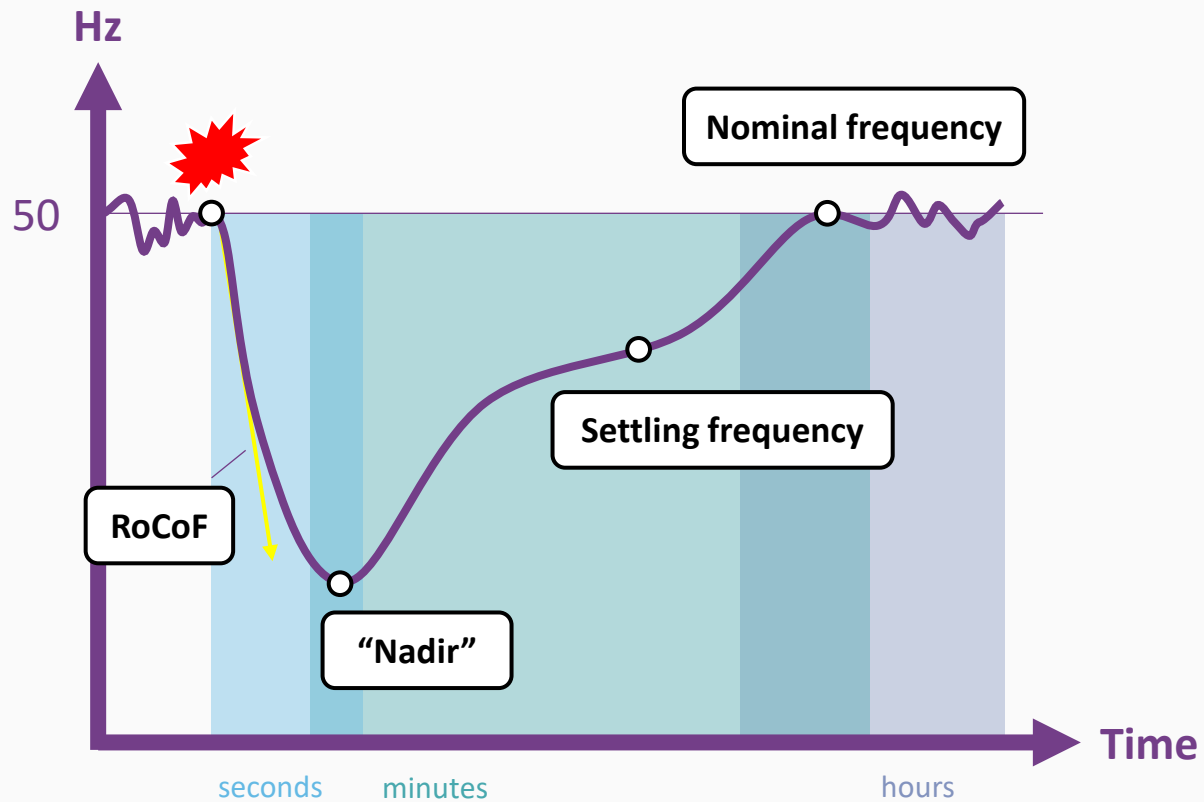 Hz
Nominal frequency
50
Settling frequency
RoCoF
“Nadir”
Time
seconds
minutes
hours